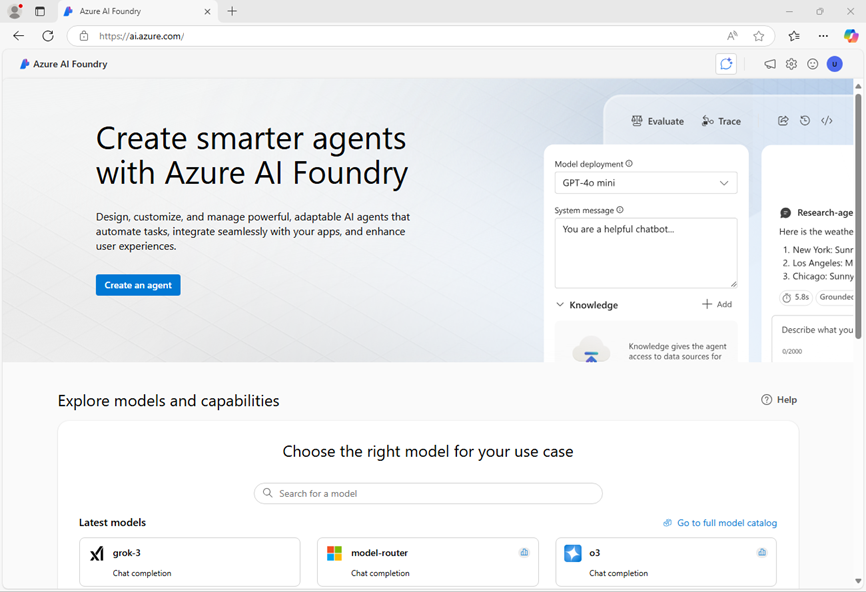 Azure AI Foundry
https://ai.azure.com/
Azure AI Foundry
U
Create smarter agents
with Azure AI Foundry
Design, customize, and manage powerful, adaptable AI agents that
automate tasks, integrate seamlessly with your apps, and enhance
user experiences.
Create an agent
Evaluate
Trace
Model deployment
GPT-4o mini
System message
You are a helpful chatbot...
Knowledge
Add
Knowledge gives the agent
access to data sources for
Research-age
Here is the weathe
1. New York: Sunr
2. Los Angeles: M
3. Chicago: Sunny
5.8s
Grounded
Describe what you
0/2000
Explore models and capabilities
Help
Choose the right model for your use case
Search for a model
Latest models
Go to full model catalog
grok-3
Chat completion
model-router
Chat completion
o3
Chat completion